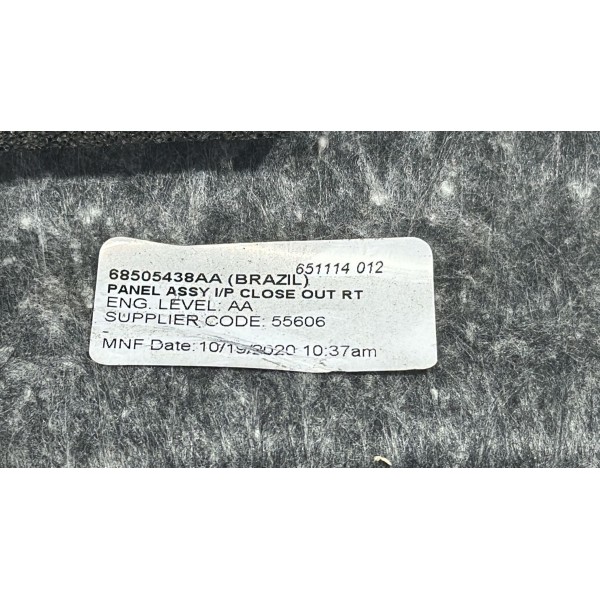 68505438AA (BRAZIL) 651114 012
PANEL ASSY I/P CLOSE OUT RT
ENG. LEVEL: AA
SUPPLIER CODE: 55606
MNF Date: 10/19/2020 10:37am